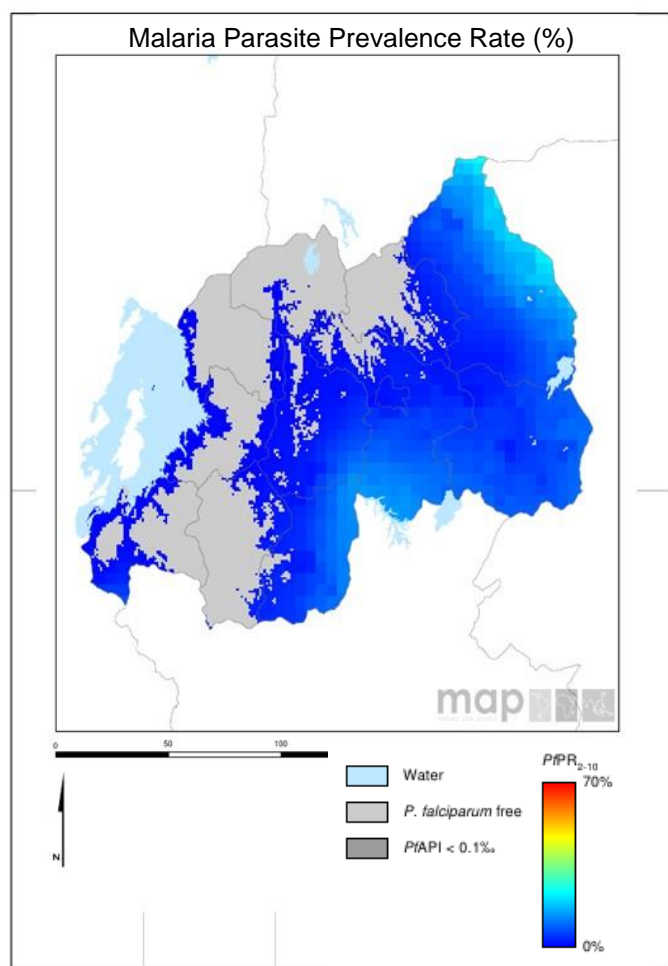 Malaria Parasite Prevalence Rate (%)
map
0 50 100
Water
P. falciparum free
PfAPI < 0.1‰
PfPR2-10
70%
0%
N